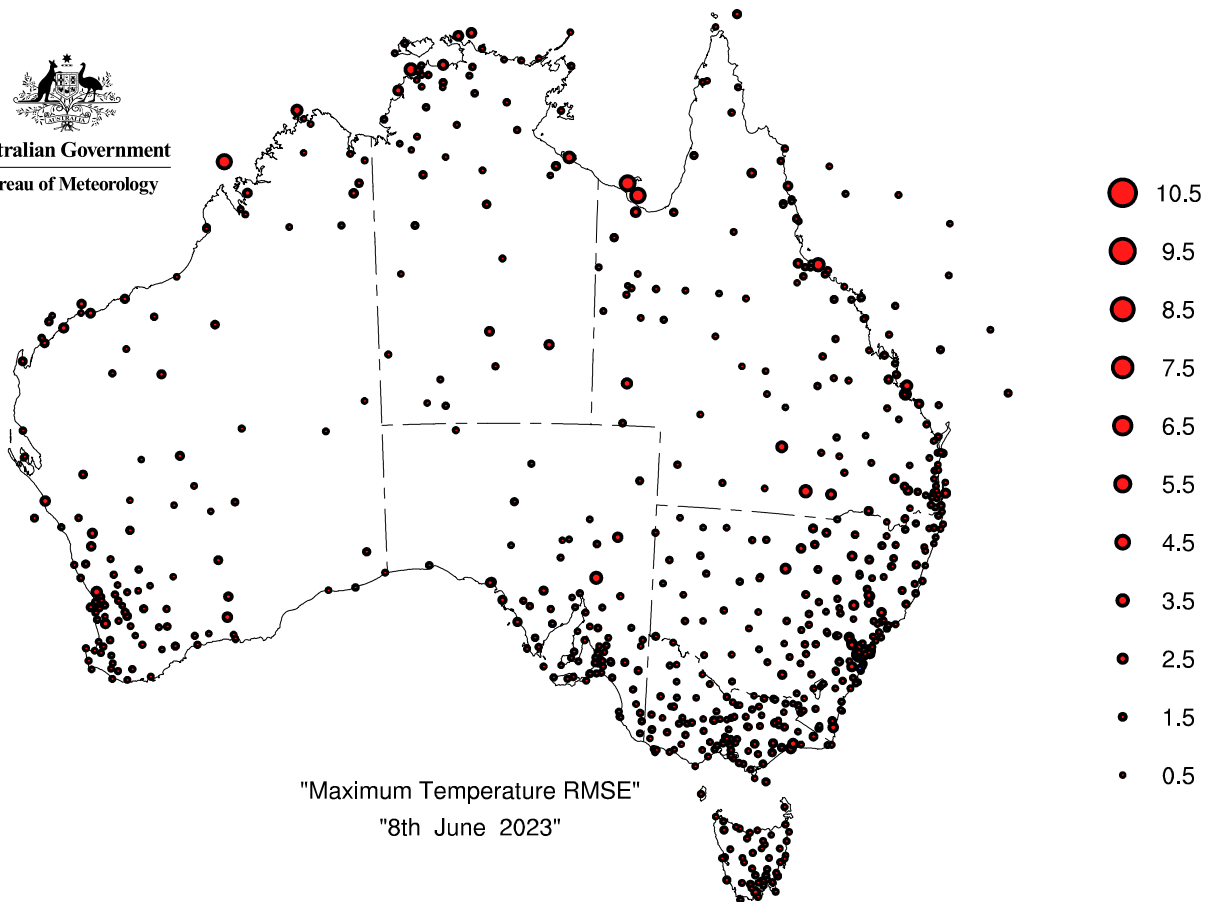 AUSTRALIA
tralian Government
reau of Meteorology
10.5
9.5
8.5
7.5
6.5
5.5
4.5
3.5
2.5
1.5
0.5
"Maximum Temperature RMSE"
"8th June 2023"